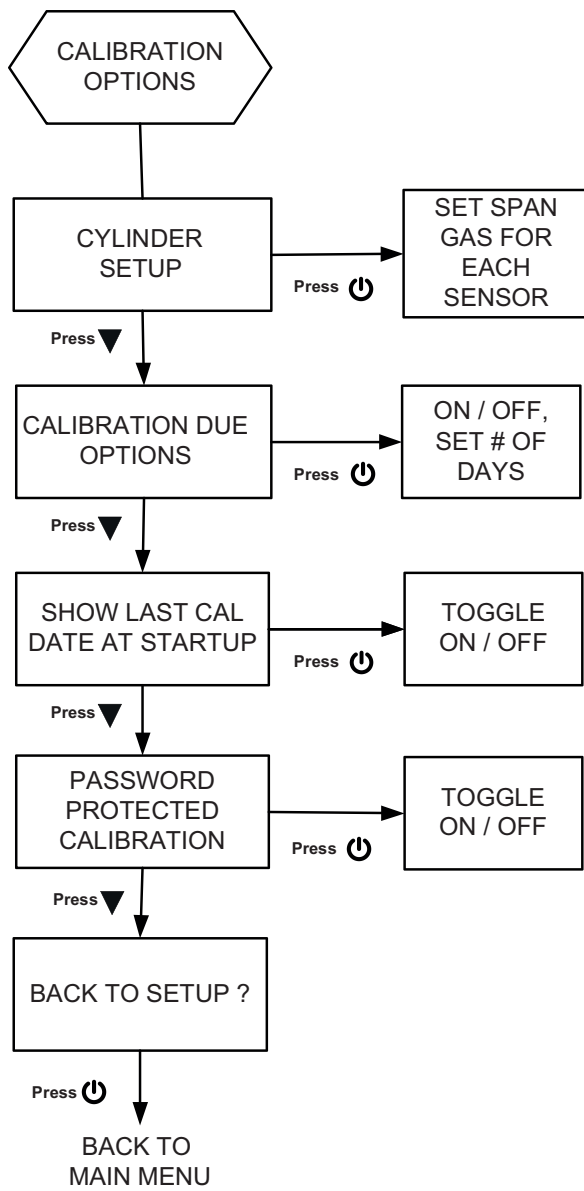 CALIBRATION
OPTIONS
CYLINDER
SETUP
Press
SET SPAN
GAS FOR
EACH
SENSOR
Press
CALIBRATION DUE
OPTIONS
Press
ON / OFF,
SET # OF
DAYS
Press
SHOW LAST CAL
DATE AT STARTUP
Press
TOGGLE
ON / OFF
Press
PASSWORD
PROTECTED
CALIBRATION
Press
TOGGLE
ON / OFF
Press
BACK TO SETUP ?
Press
BACK TO
MAIN MENU